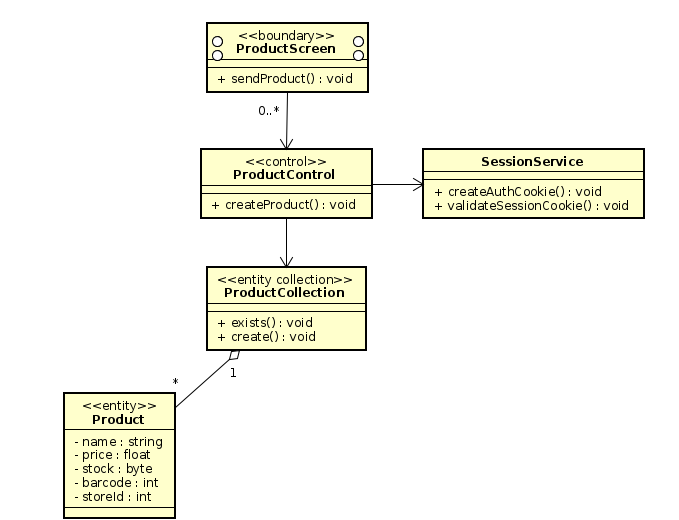 <<boundary>>
ProductScreen
+ sendProduct() : void
0..*
<<control>>
ProductControl
+ createProduct() : void
SessionService
+ createAuthCookie() : void
+ validateSessionCookie() : void
<<entity collection>>
ProductCollection
+ exists() : void
+ create() : void
1
*
<<entity>>
Product
- name : string
- price : float
- stock : byte
- barcode : int
- storeId : int